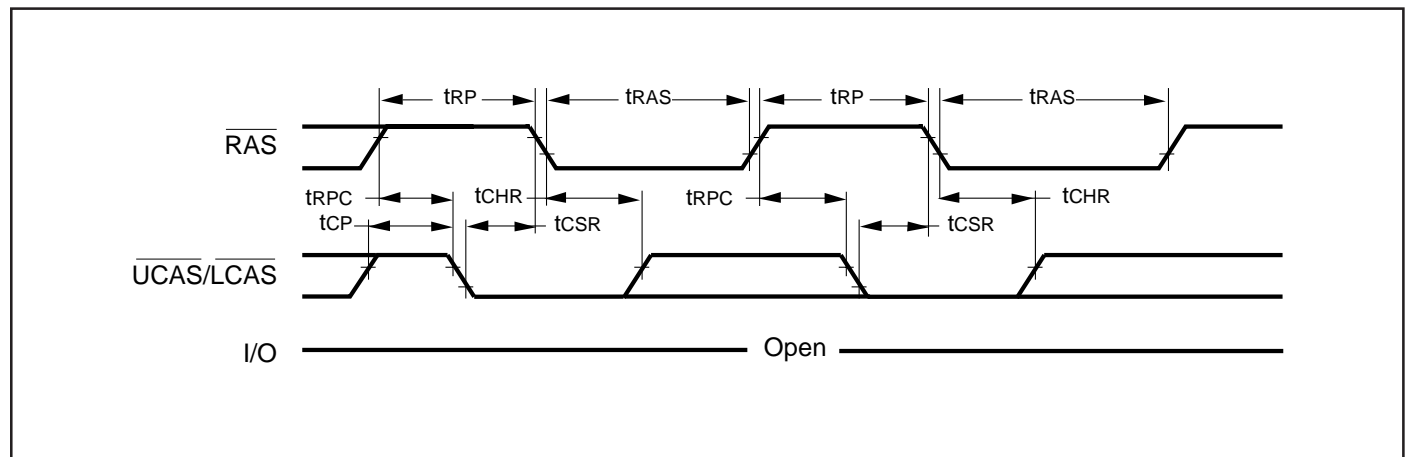 tRP tRAS tRP tRAS
RAS
tRPC tCHR tRPC tCHR
tCP tCSR tCSR
UCAS/LCAS
I/O Open